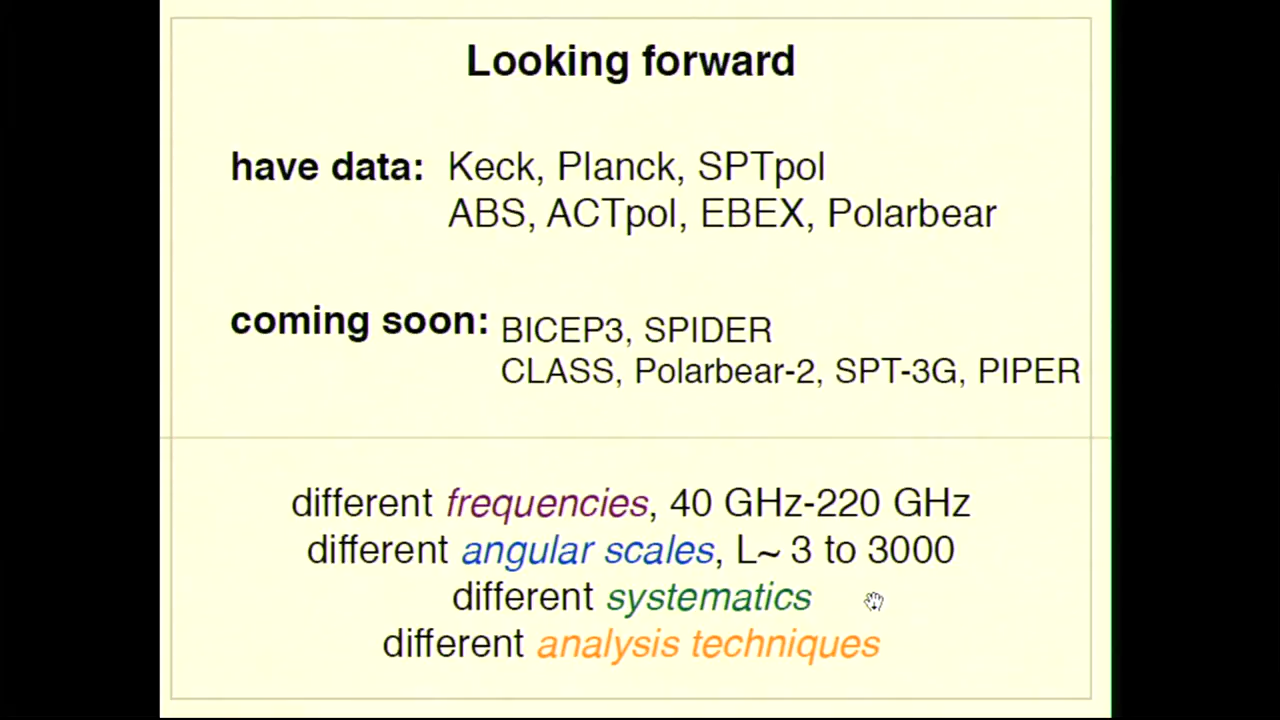 Looking forward
have data: Keck, Planck, SPTpol
ABS, ACTpol, EBEX, Polarbear
coming soon: BICEP3, SPIDER
CLASS, Polarbear-2, SPT-3G, PIPER
different frequencies, 40 GHz-220 GHz
different angular scales, L~ 3 to 3000
different systematics
different analysis techniques